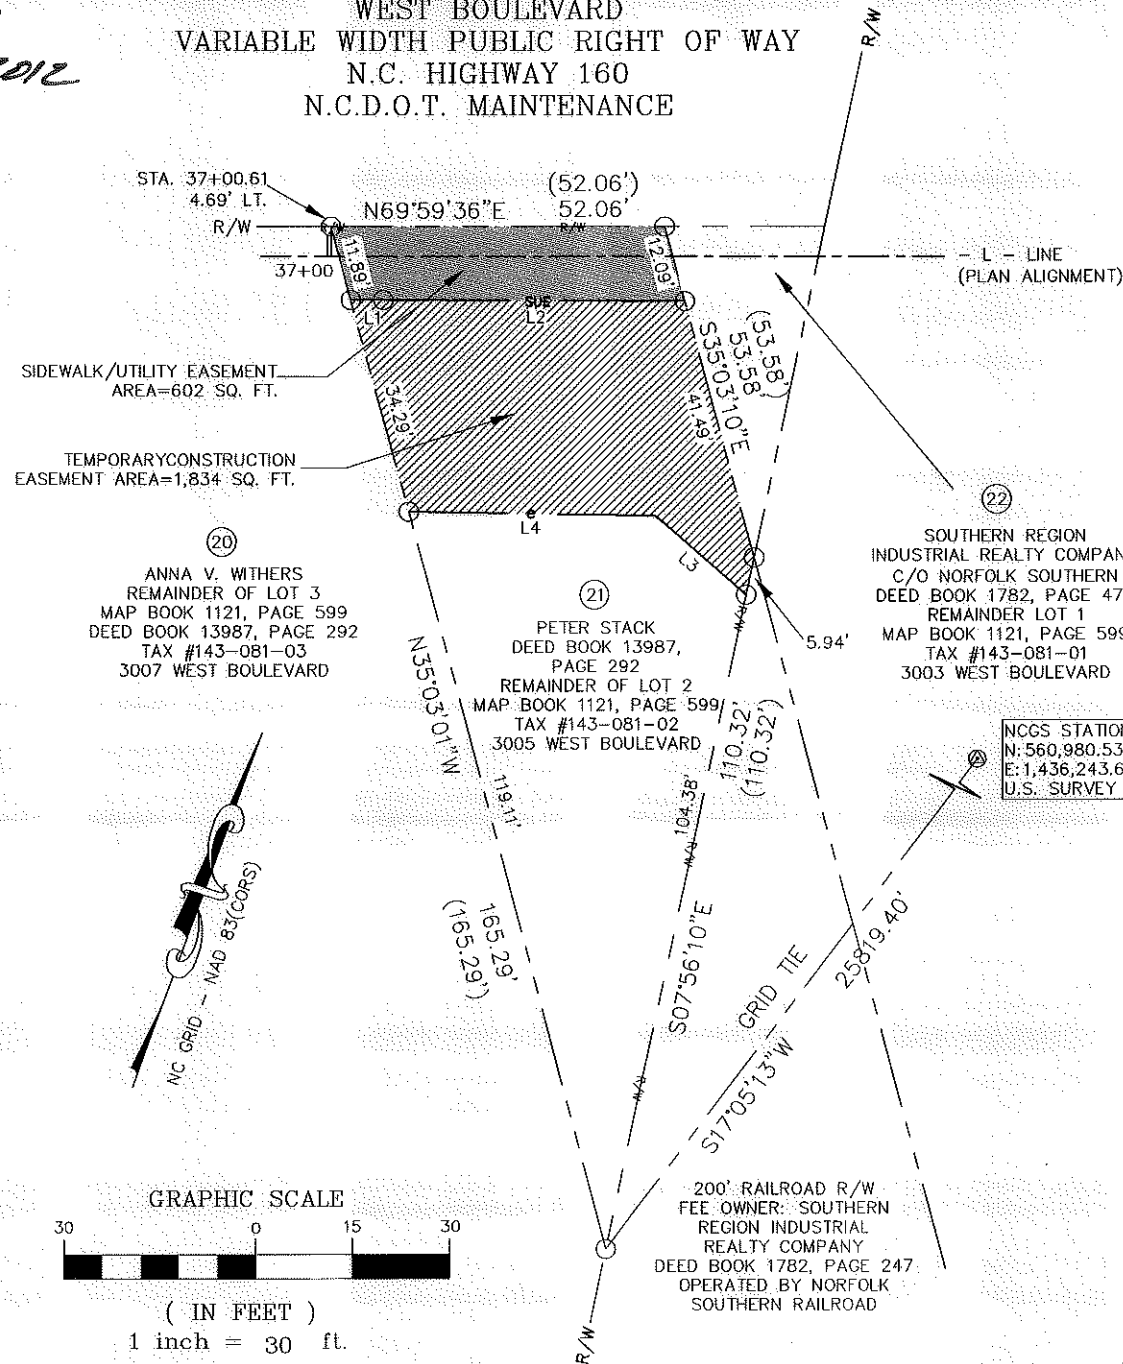 WEST BOULEVARD
VARIABLE WIDTH PUBLIC RIGHT OF WAY
N.C. HIGHWAY 160
N.C.D.O.T. MAINTENANCE
2012
R/W
STA. 37+00.61
4.69' LT.
R/W
(52.06')
N69°59'36"E 52.06'
R/W
11.89'
12.09'
37+00
- L - LINE
(PLAN ALIGNMENT)
L1
SUE
L2
SIDEWALK/UTILITY EASEMENT
AREA=602 SQ. FT.
34.29'
(53.58')
53.58'
S35°03'10"E
41.49'
TEMPORARYCONSTRUCTION
EASEMENT AREA=1,834 SQ. FT.
e
L4
L3
20
ANNA V. WITHERS
REMAINDER OF LOT 3
MAP BOOK 1121, PAGE 599
DEED BOOK 13987, PAGE 292
TAX #143-081-03
3007 WEST BOULEVARD
21
PETER STACK
DEED BOOK 13987,
PAGE 292
REMAINDER OF LOT 2
MAP BOOK 1121, PAGE 599
TAX #143-081-02
3005 WEST BOULEVARD
22
SOUTHERN REGION
INDUSTRIAL REALTY COMPAN
C/O NORFOLK SOUTHERN
DEED BOOK 1782, PAGE 47
REMAINDER LOT 1
MAP BOOK 1121, PAGE 599
TAX #143-081-01
3003 WEST BOULEVARD
5.94'
M/U
N35°03'01"W
119.11'
165.29'
(165.29')
110.32'
(110.32')
104.38'
M/U
S07°56'10"E
M/U
NCGS STATION
N:560,980.53
E:1,436,243.6
U.S. SURVEY
GRID TIE
25819.40'
S17°05'13"W
NC GRID - NAD 83(CORS)
GRAPHIC SCALE
30 0 15 30
( IN FEET )
1 inch = 30 ft.
200' RAILROAD R/W
FEE OWNER: SOUTHERN
REGION INDUSTRIAL
REALTY COMPANY
DEED BOOK 1782, PAGE 247
OPERATED BY NORFOLK
SOUTHERN RAILROAD
R/W